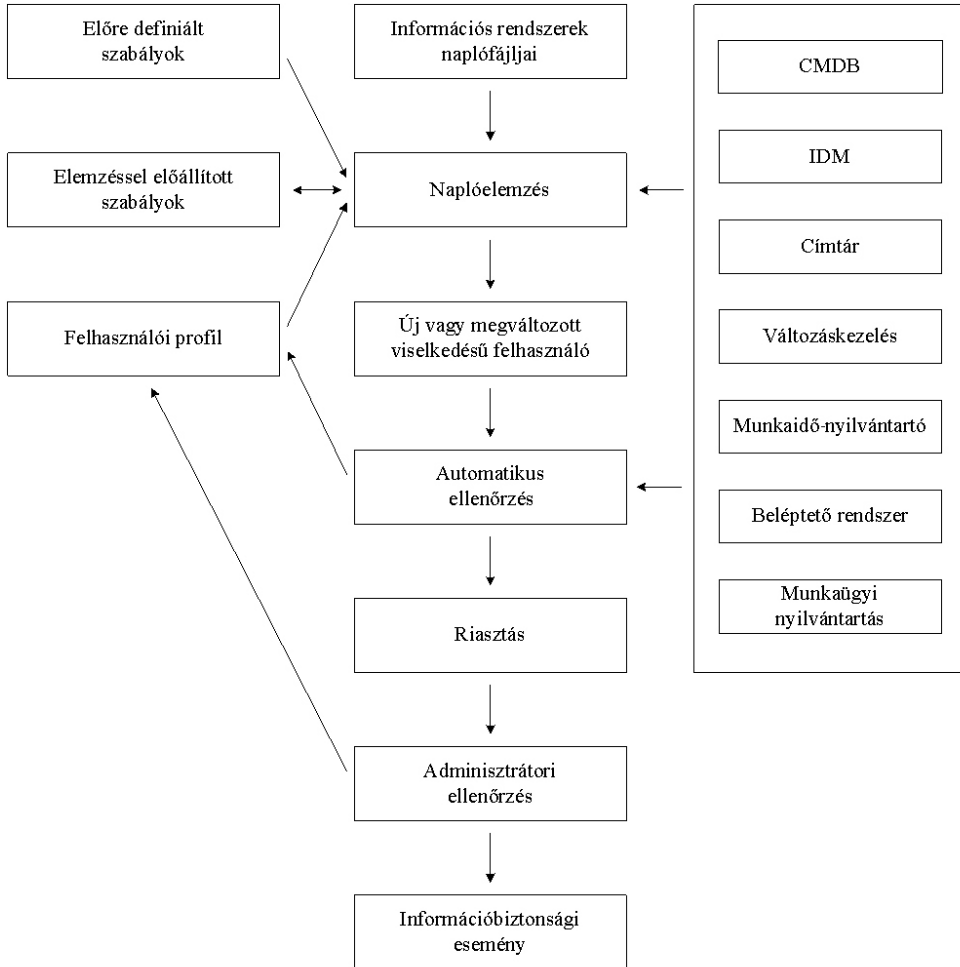 Előre definiált
szabályok
Információs rendszerek
naplófájljai
CMDB
Elemzéssel előállított
szabályok
Naplóelemzés
IDM
Címtár
Felhasználói profil
Új vagy megváltozott
viselkedésű felhasználó
Változáskezelés
Munkaidő-nyilvántartó
Automatikus
ellenőrzés
Beléptető rendszer
Riasztás
Munkaügyi
nyilvántartás
Adminisztrátori
ellenőrzés
Információbiztonsági
esemény